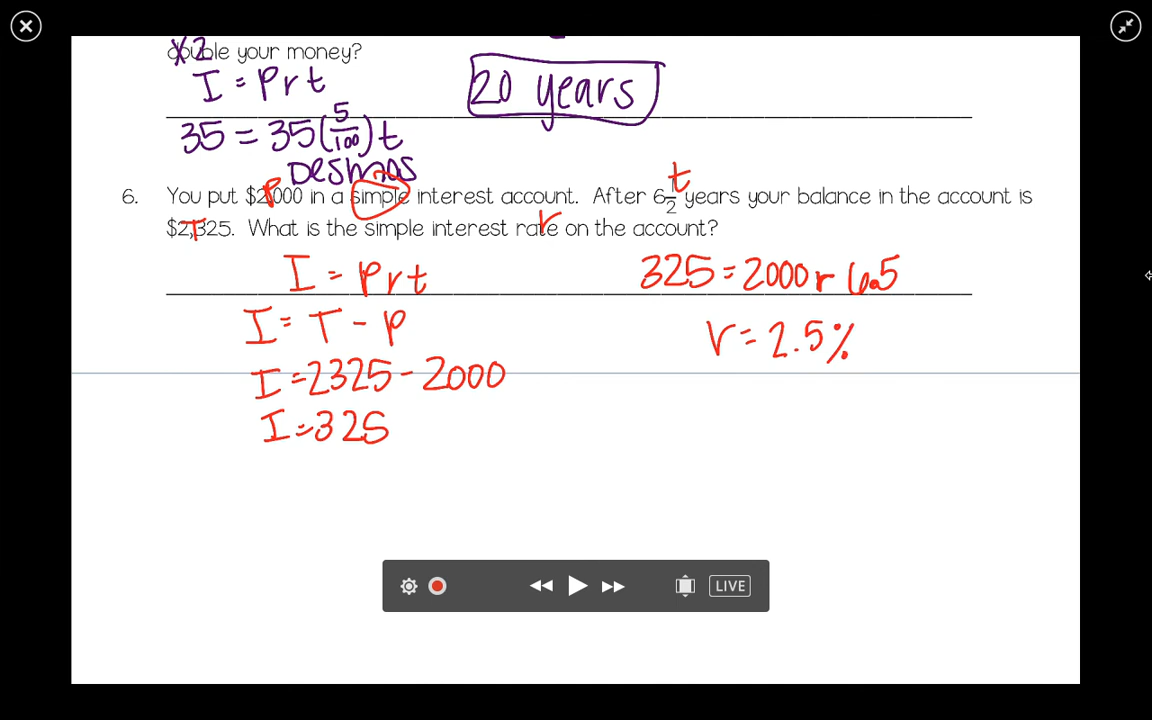 double your money?
x2
I = Prt
20 years
35 = 35(5/100)t
DESMOS
6. You put $2,000 in a simple interest account. After 6 1/2 years your balance in the account is
P
t
$2,325. What is the simple interest rate on the account?
T
r
I = Prt
325 = 2000 r 6.5
I = T - P
r = 2.5%
I = 2325 - 2000
I = 325
LIVE